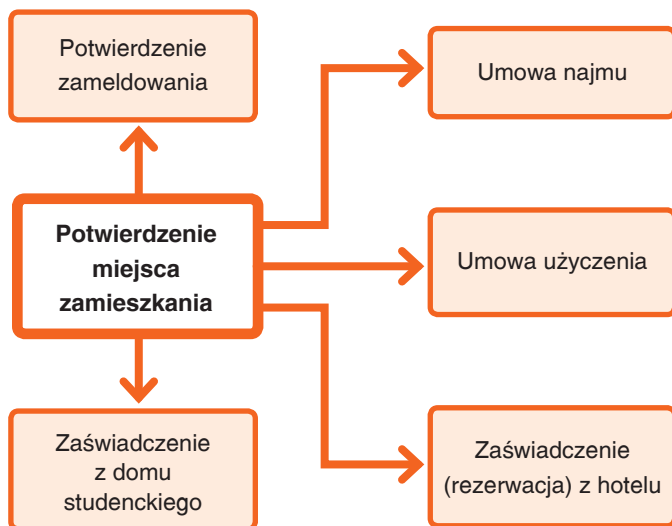 Potwierdzenie
zameldowania
Umowa najmu
Potwierdzenie
miejsca
zamieszkania
Umowa użyczenia
Zaświadczenie
z domu
studenckiego
Zaświadczenie
(rezerwacja) z hotelu